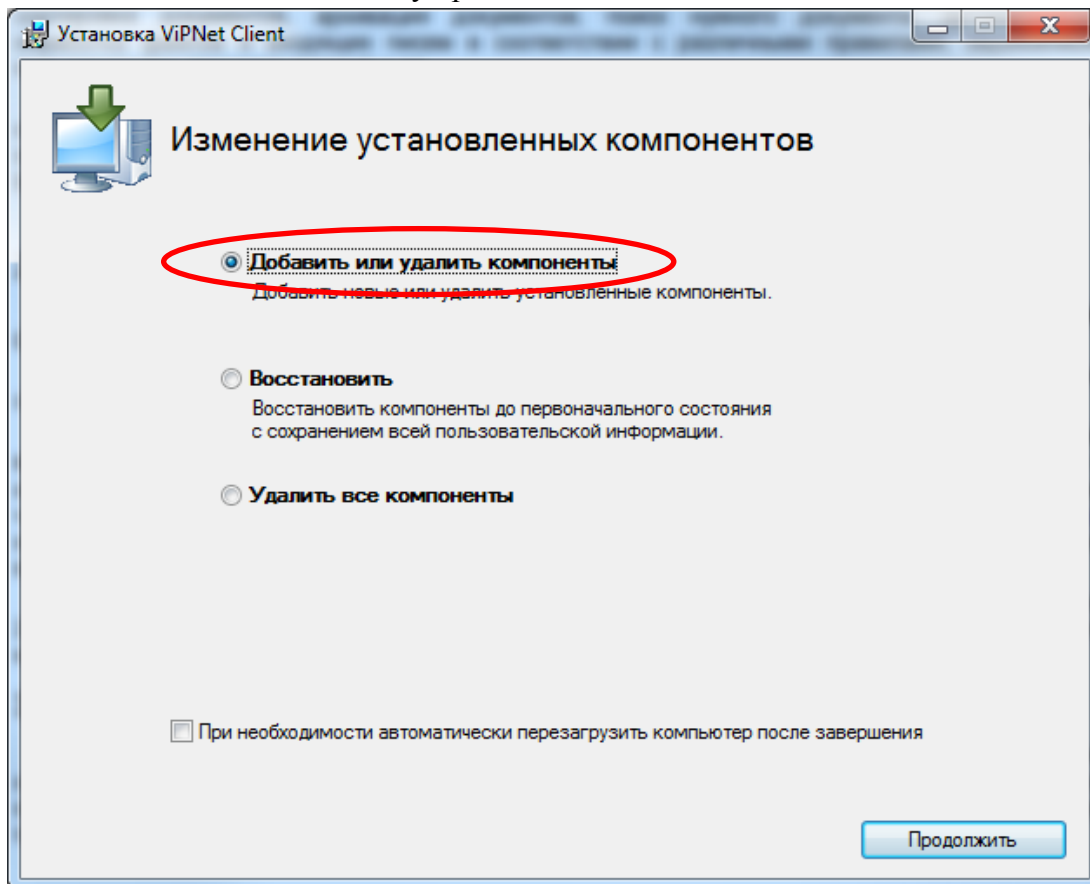 Установка ViPNet Client
Изменение установленных компонентов
Добавить или удалить компоненты
Добавить новые или удалить установленные компоненты.
Восстановить
Восстановить компоненты до первоначального состояния
с сохранением всей пользовательской информации.
Удалить все компоненты
При необходимости автоматически перезагрузить компьютер после завершения
Продолжить